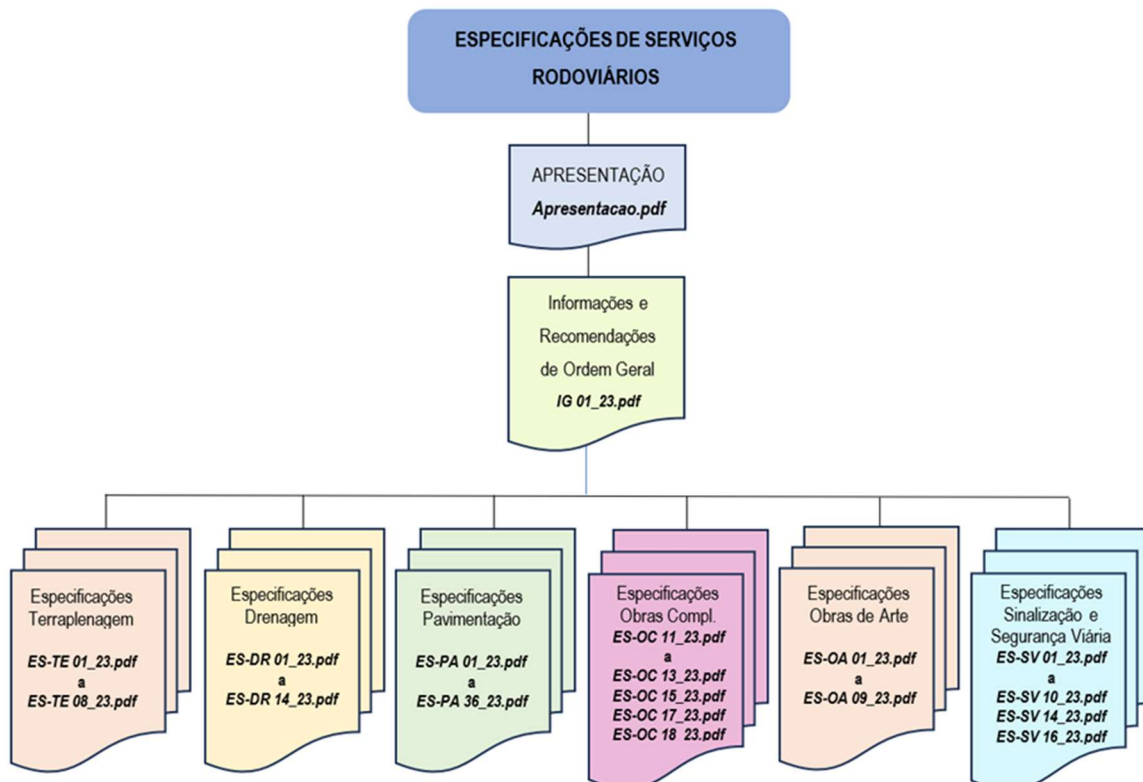 ESPECIFICAÇÕES DE SERVIÇOS
RODOVIÁRIOS
APRESENTAÇÃO
Apresentacao.pdf
Informações e
Recomendações
de Ordem Geral
IG 01_23.pdf
Especificações
Terraplenagem
ES-TE 01_23.pdf
a
ES-TE 08_23.pdf
Especificações
Drenagem
ES-DR 01_23.pdf
a
ES-DR 14_23.pdf
Especificações
Pavimentação
ES-PA 01_23.pdf
a
ES-PA 36_23.pdf
Especificações
Obras Compl.
ES-OC 11_23.pdf
a
ES-OC 13_23.pdf
ES-OC 15_23.pdf
ES-OC 17_23.pdf
ES-OC 18_23.pdf
Especificações
Obras de Arte
ES-OA 01_23.pdf
a
ES-OA 09_23.pdf
Especificações
Sinalização e
Segurança Viária
ES-SV 01_23.pdf
a
ES-SV 10_23.pdf
ES-SV 14_23.pdf
ES-SV 16_23.pdf